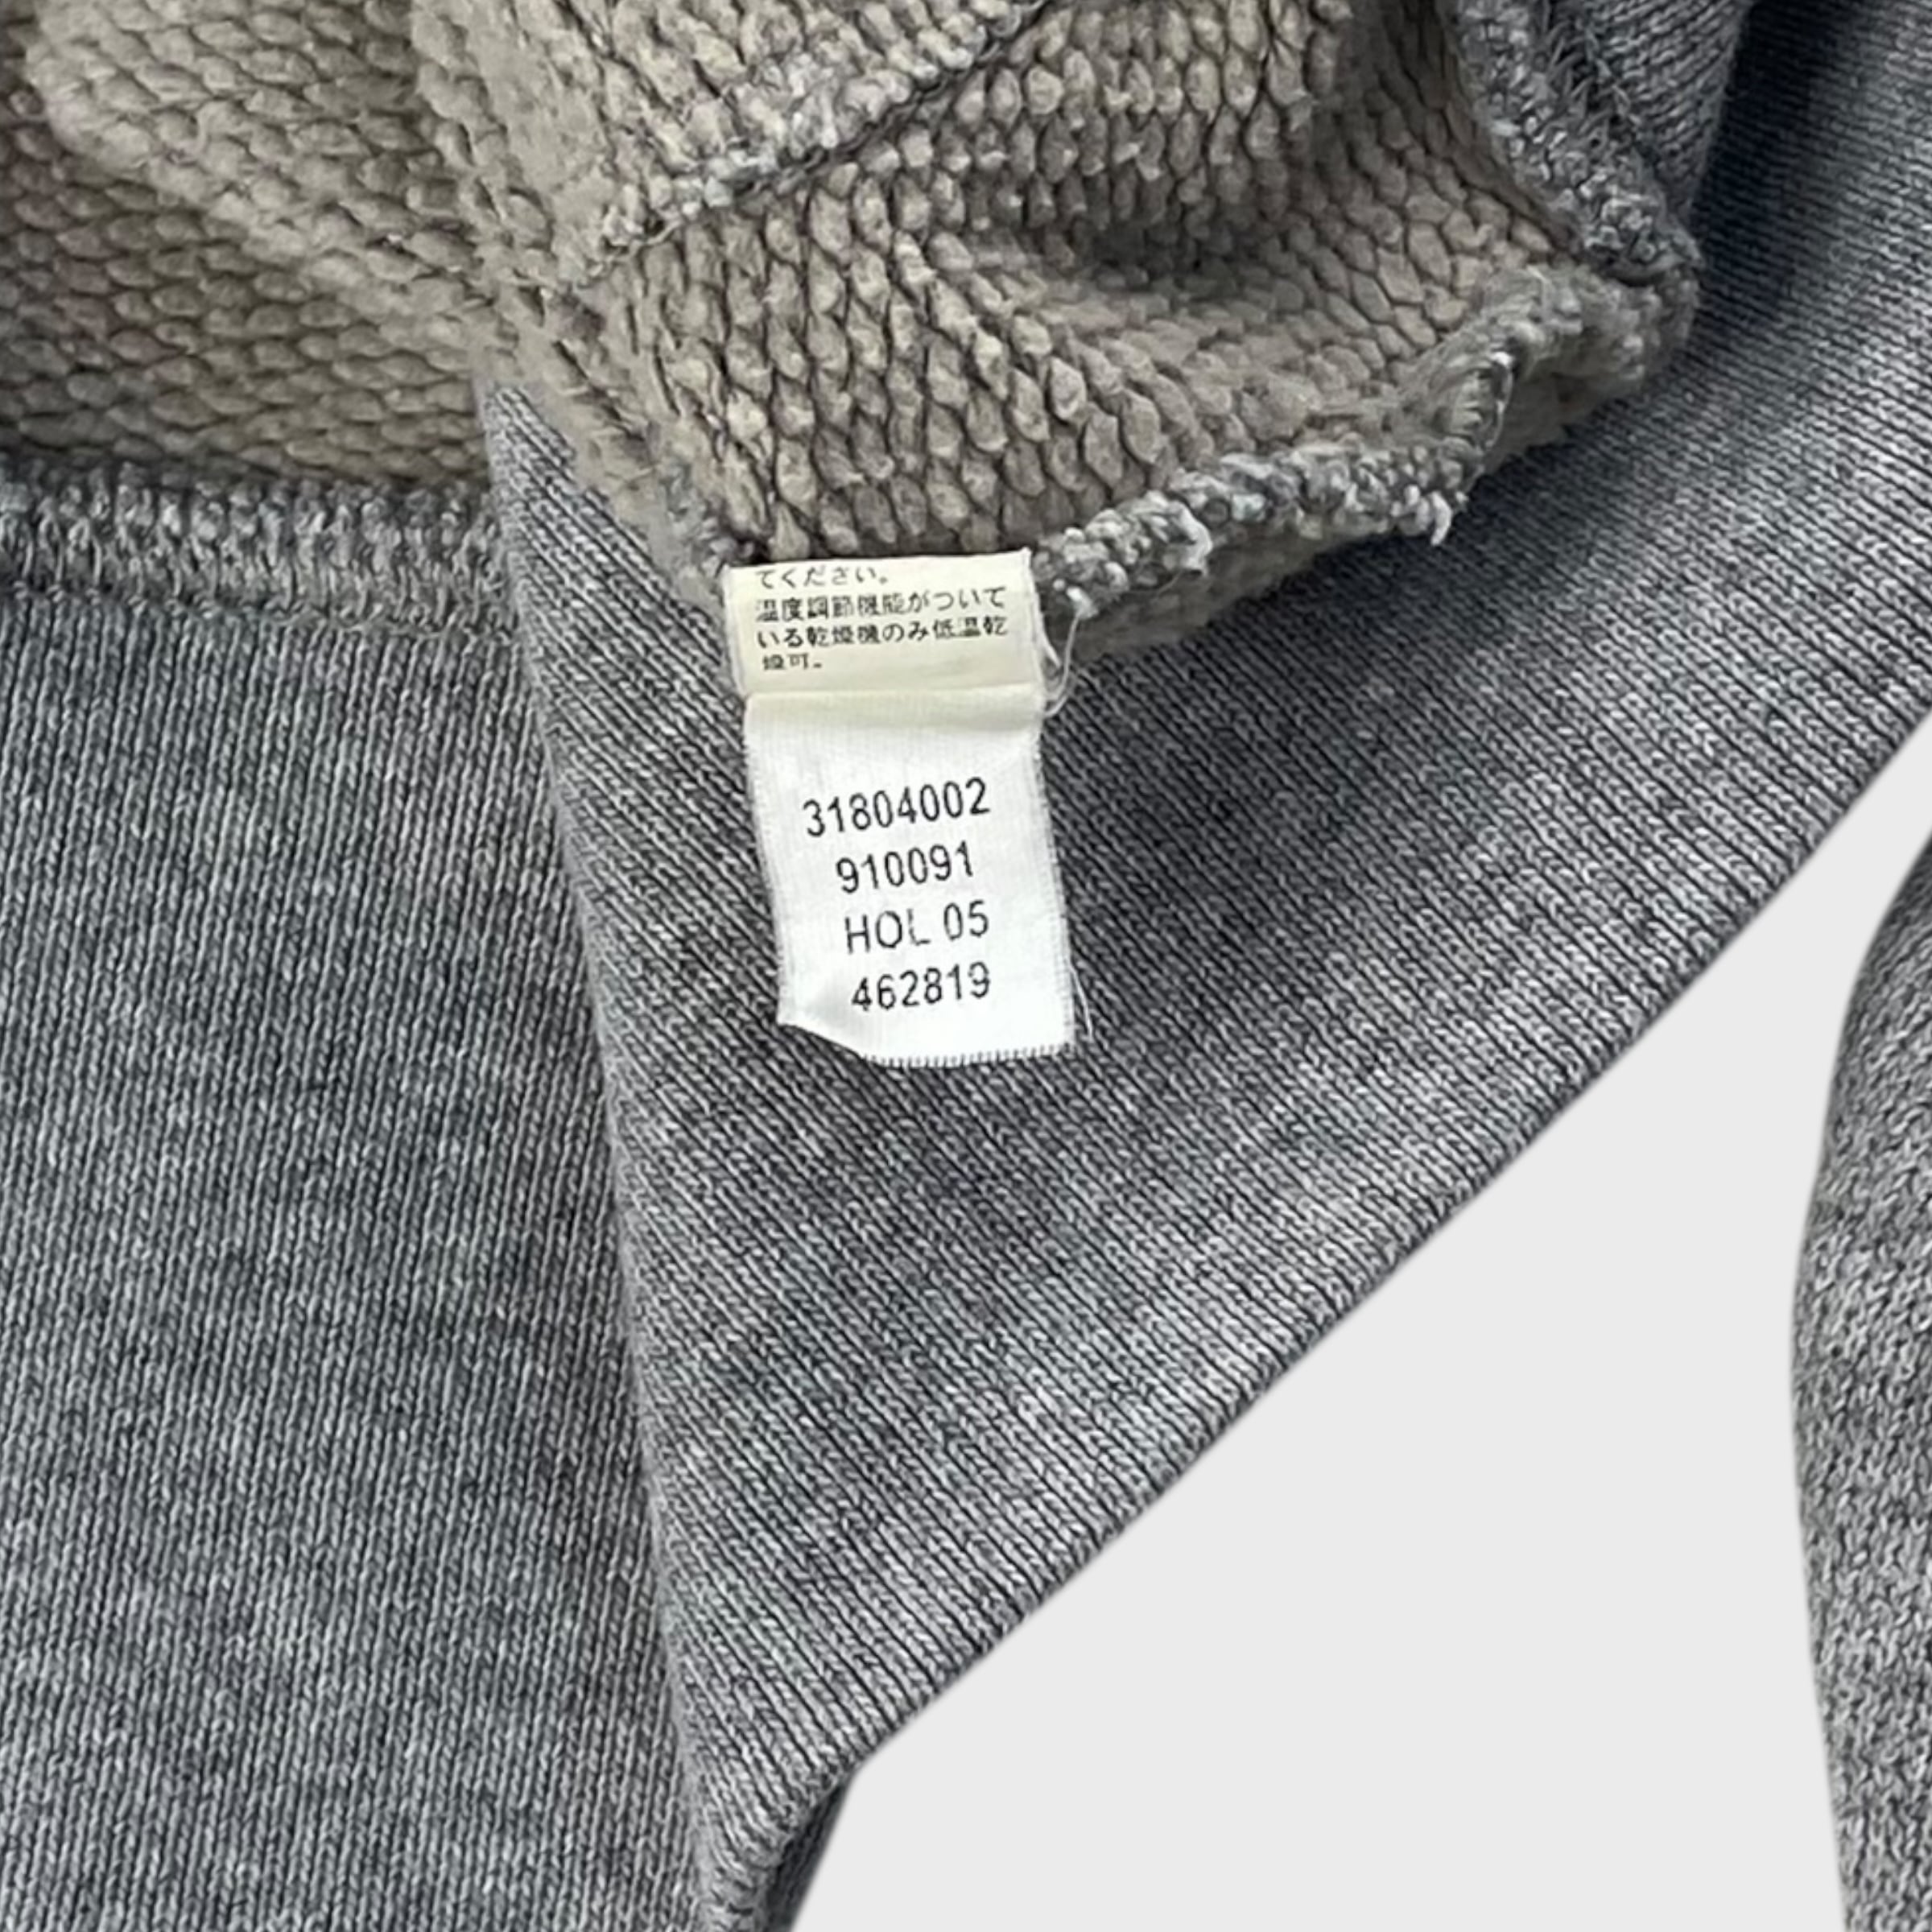 てください。
温度調節機能がついて
いる乾燥機のみ低温乾
燥可。
31804002
910091
HOL 05
462819